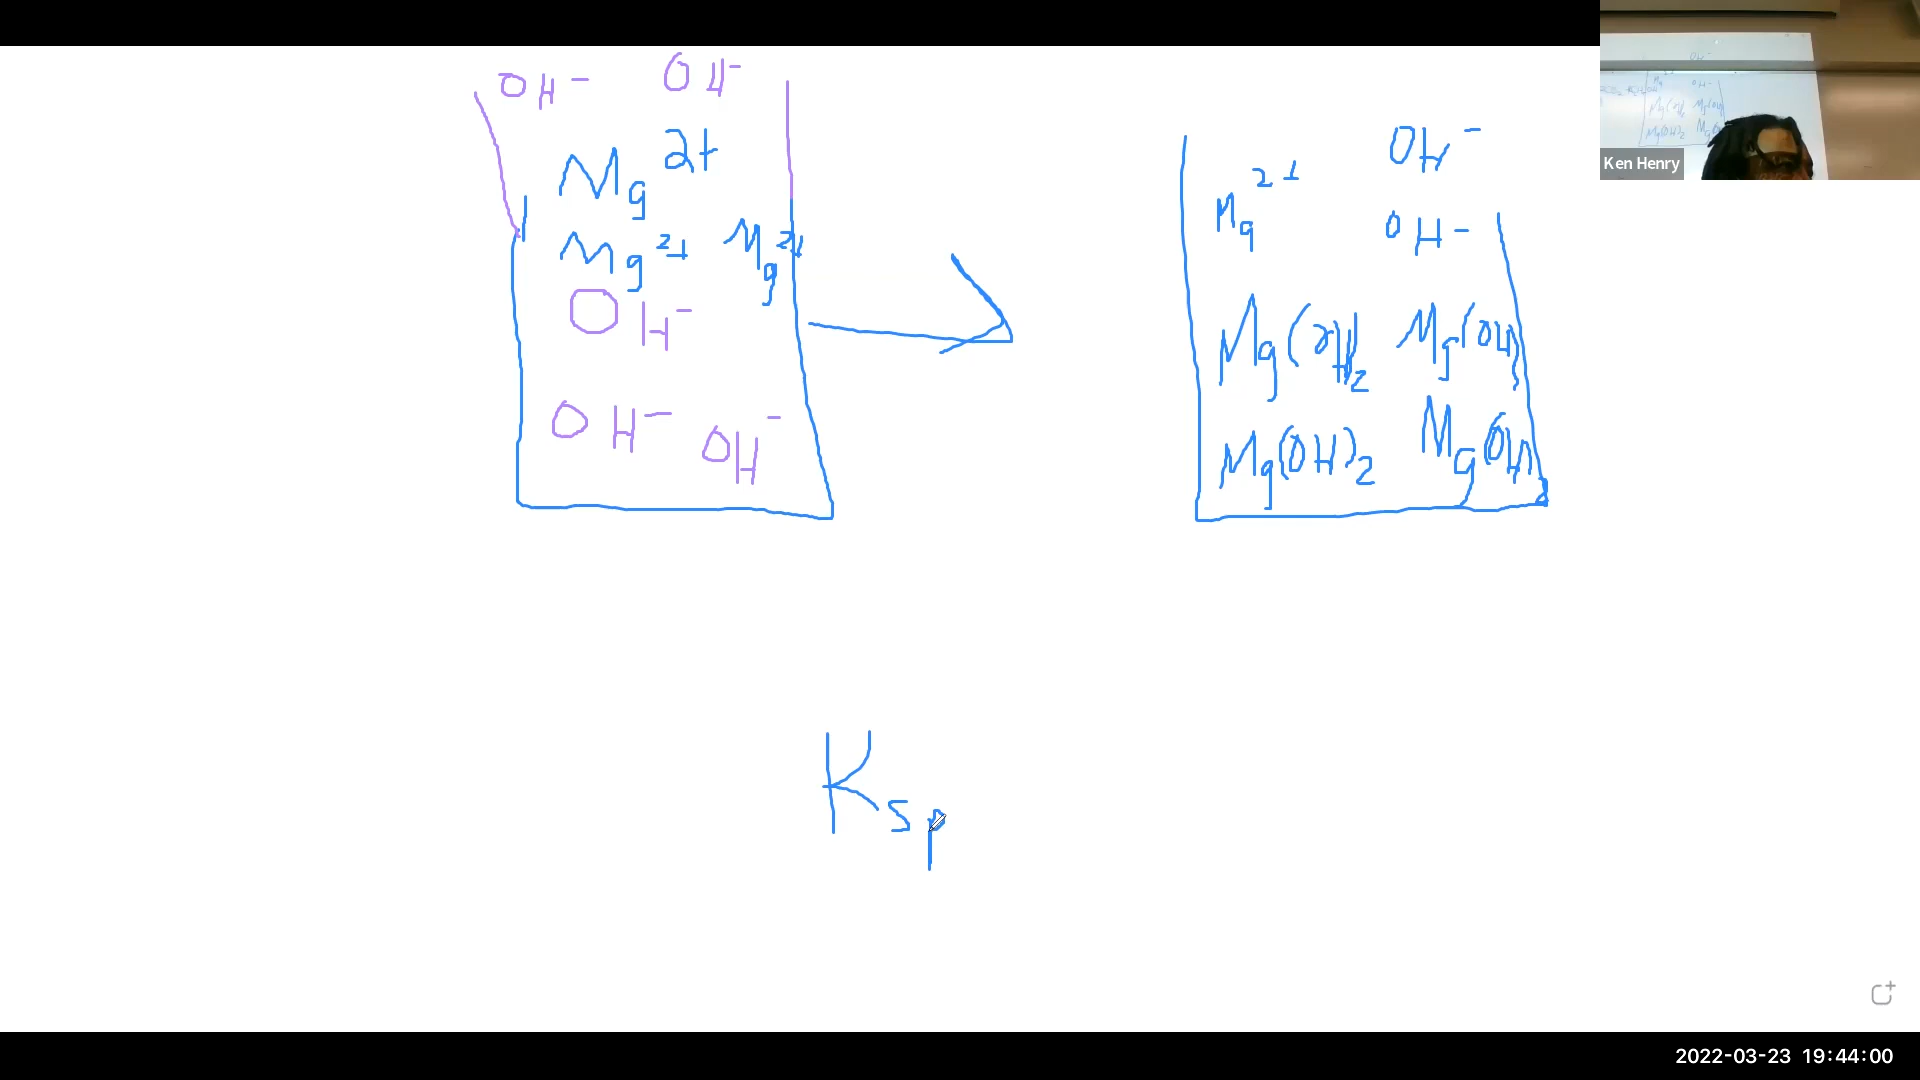 OH⁻ OH⁻
Mg²⁺
Mg²⁺ Mg²⁺
OH⁻
OH⁻ OH⁻
OH⁻
Mg²⁺ OH⁻
Mg(OH)₂ Mg(OH)
Mg(OH)₂ Mg(OH)₂
Ksp
Ken Henry
2022-03-23 19:44:00